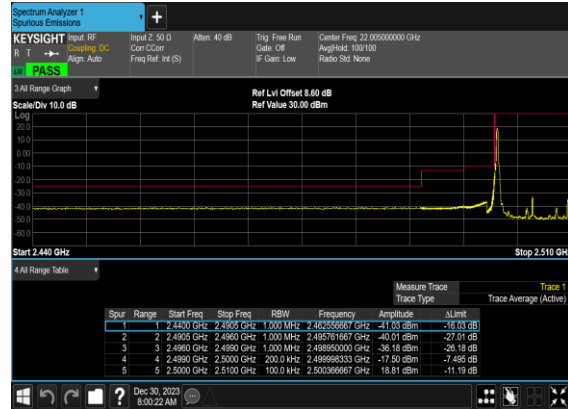 Spectrum Analyzer 1
Spurious Emissions
KEYSIGHT Input: RF Input Z: 50 Ω Atten: 40 dB Trig: Free Run Center Freq: 22.005000000 GHz
R T Coupling: DC Corr CCorr Gate: Off Avg|Hold: 100/100
Align: Auto Freq Ref: Int (S) IF Gain: Low Radio Std: None
PASS
3 All Range Graph
Ref Lvl Offset 8.60 dB
Scale/Div 10.0 dB Ref Value 30.00 dBm
Log
20.0
10.0
0.00
-10.0
-20.0
-30.0
-40.0
-50.0
-60.0
Start 2.440 GHz Stop 2.510 GH
4 All Range Table
Measure Trace Trace 1
Trace Type Trace Average (Active)
Spur Range Start Freq Stop Freq RBW Frequency Amplitude ΔLimit
1 1 2.4400 GHz 2.4905 GHz 1.000 MHz 2.462556667 GHz -41.03 dBm -16.03 dB
2 2 2.4905 GHz 2.4960 GHz 1.000 MHz 2.495761667 GHz -40.01 dBm -27.01 dB
3 3 2.4960 GHz 2.4990 GHz 1.000 MHz 2.498950000 GHz -36.18 dBm -26.18 dB
4 4 2.4990 GHz 2.5000 GHz 200.0 kHz 2.499998333 GHz -17.50 dBm -7.495 dB
5 5 2.5000 GHz 2.5100 GHz 100.0 kHz 2.500366667 GHz 18.81 dBm -11.19 dB
? Dec 30, 2023
8:00:22 AM